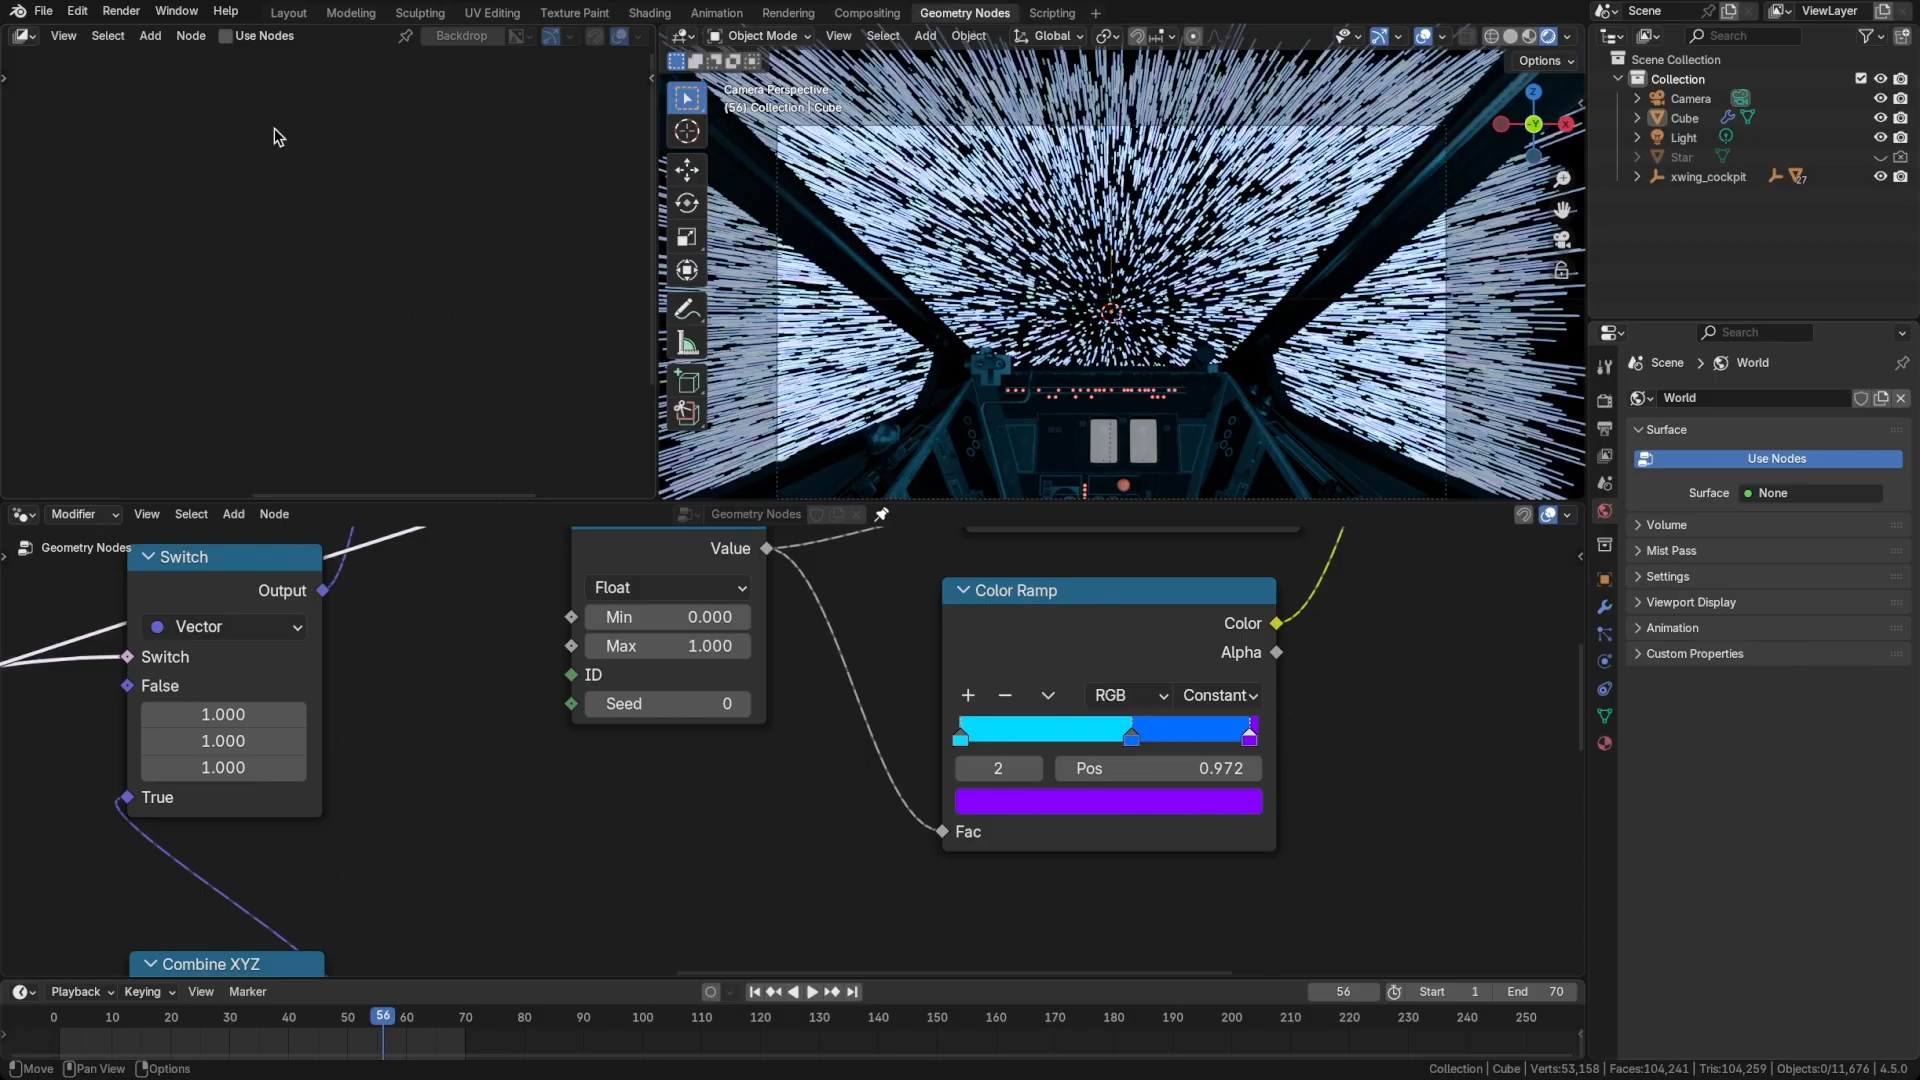 File Edit Render Window Help Layout Modeling Sculpting UV Editing Texture Paint Shading Animation Rendering Compositing Geometry Nodes Scripting + Scene ViewLayer
View Select Add Node Use Nodes Backdrop Object Mode View Select Add Object Global Search
Options
Scene Collection
Collection
Camera
Cube
Light
Star
xwing_cockpit 27
Camera Perspective
(56) Collection | Cube
Z
X
Y
Search
Scene > World
World
Surface
Use Nodes
Surface None
Volume
Mist Pass
Settings
Viewport Display
Animation
Custom Properties
Modifier View Select Add Node Geometry Nodes
Geometry Nodes
Switch
Output
Vector
Switch
False
1.000
1.000
1.000
True
Combine XYZ
Value
Float
Min 0.000
Max 1.000
ID
Seed 0
Color Ramp
Color
Alpha
+ − RGB Constant
2 Pos 0.972
Fac
Playback Keying View Marker 56 Start 1 End 70
0 10 20 30 40 50 56 60 70 80 90 100 110 120 130 140 150 160 170 180 190 200 210 220 230 240 250
Move Pan View Options Collection | Cube | Verts:53,158 | Faces:104,241 | Tris:104,259 | Objects:0/11,676 | 4.5.0